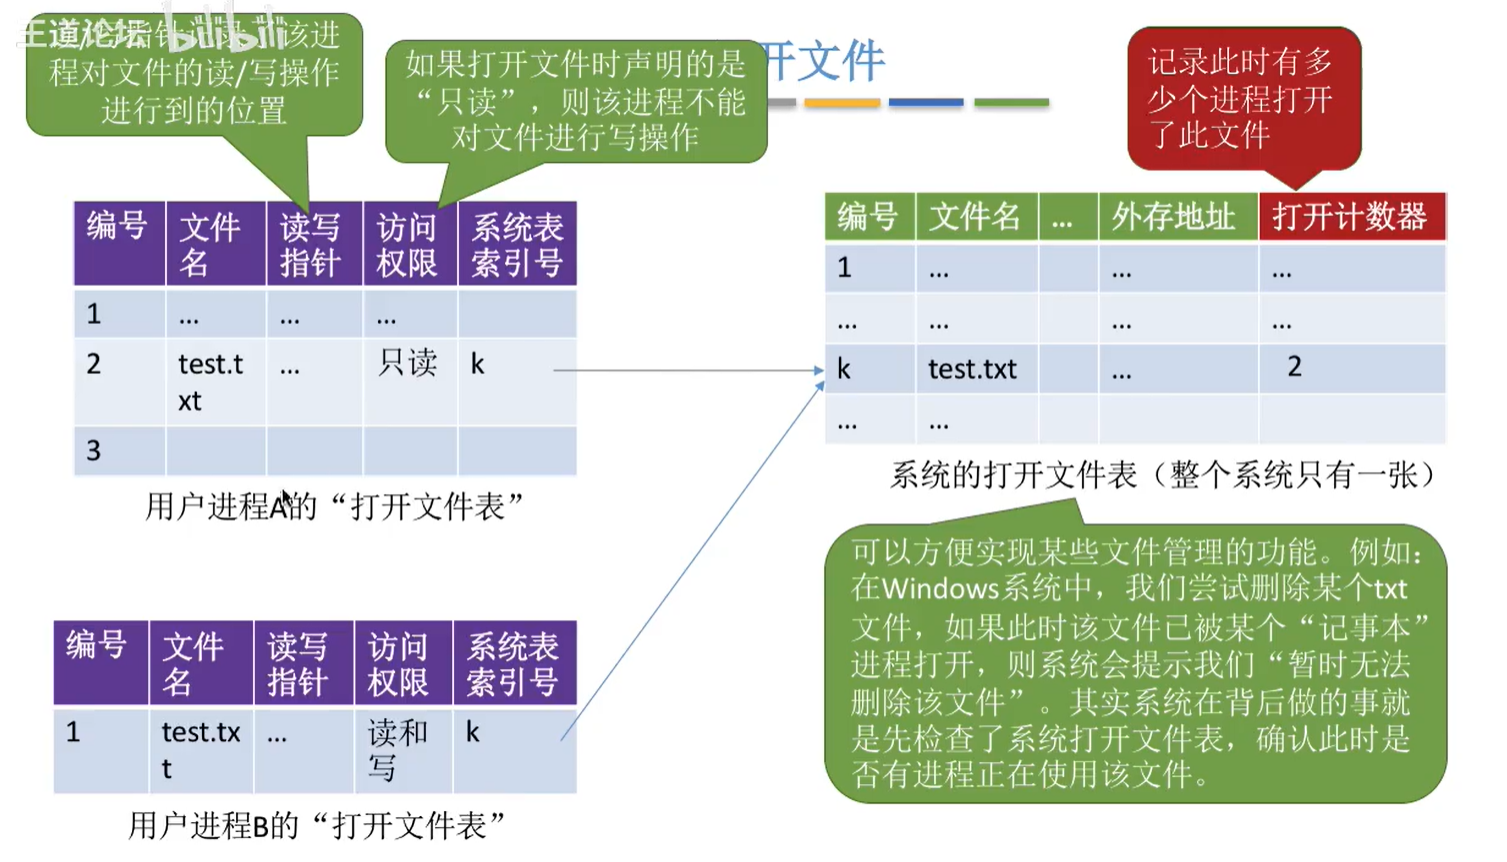 王道论坛 bilibili
指针记录了该进
程对文件的读/写操作
进行到的位置
如果打开文件时声明的是
“只读”，则该进程不能
对文件进行写操作
开文件
记录此时有多
少个进程打开
了此文件
编号 文件名 读写指针 访问权限 系统表索引号
1 ... ... ...
2 test.txt ... 只读 k
3
用户进程A的“打开文件表”
编号 文件名 ... 外存地址 打开计数器
1 ... ... ...
... ... ... ...
k test.txt ... 2
... ...
系统的打开文件表（整个系统只有一张）
可以方便实现某些文件管理的功能。例如：
在Windows系统中，我们尝试删除某个txt
文件，如果此时该文件已被某个“记事本”
进程打开，则系统会提示我们“暂时无法
删除该文件”。其实系统在背后做的事就
是先检查了系统打开文件表，确认此时是
否有进程正在使用该文件。
编号 文件名 读写指针 访问权限 系统表索引号
1 test.txt ... 读和写 k
用户进程B的“打开文件表”